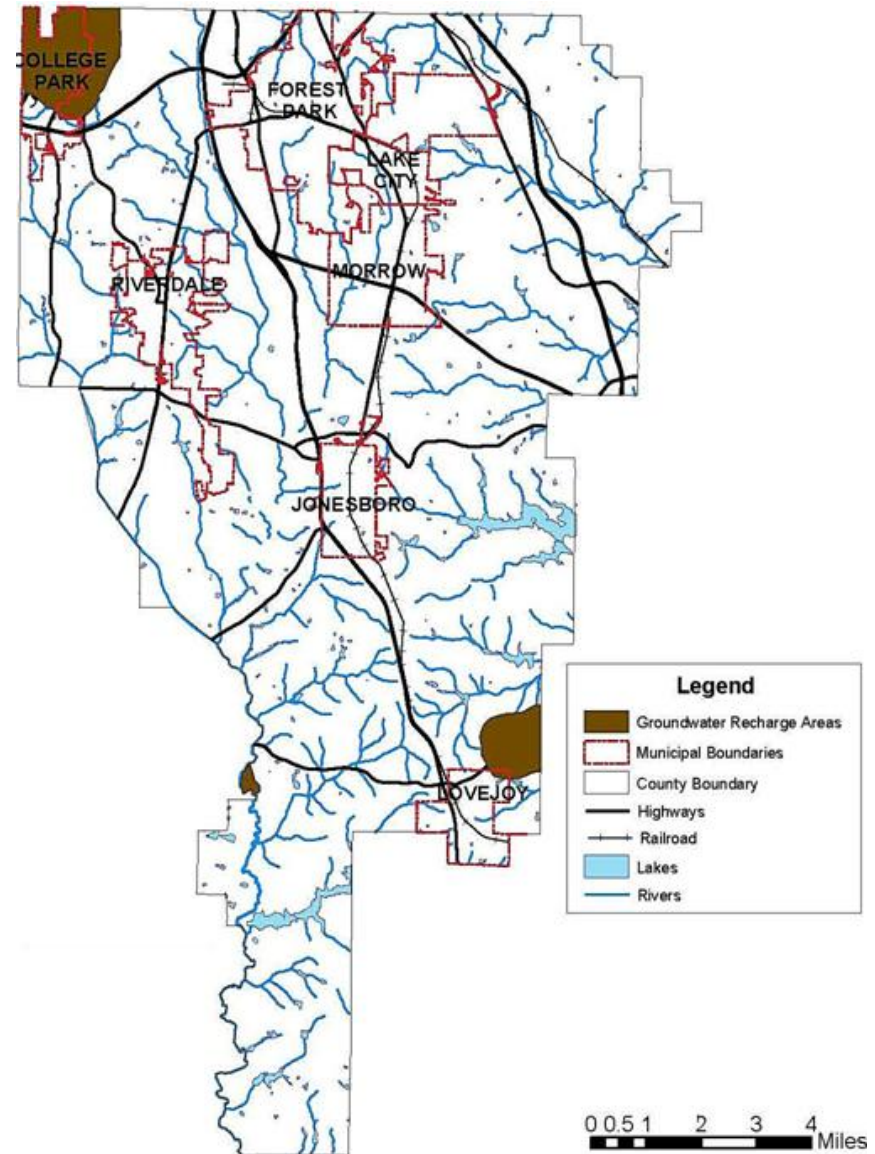 COLLEGE
PARK
FOREST
PARK
LAKE
CITY
RIVERDALE
MORROW
JONESBORO
LOVEJOY
Legend
Groundwater Recharge Areas
Municipal Boundaries
County Boundary
Highways
Railroad
Lakes
Rivers
0 0.5 1 2 3 4
Miles